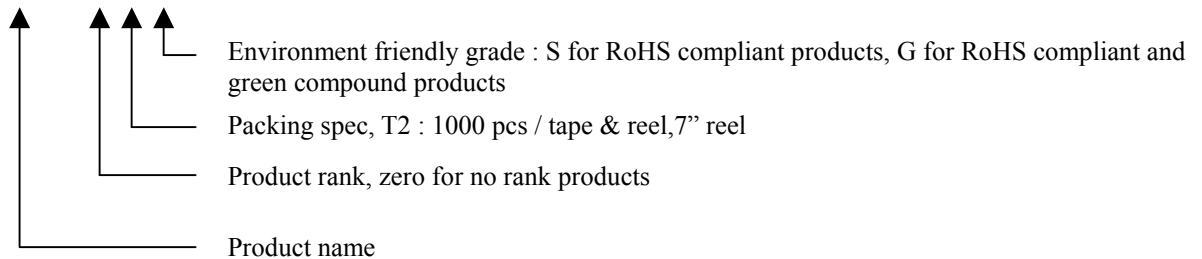 Environment friendly grade : S for RoHS compliant products, G for RoHS compliant and
green compound products
Packing spec, T2 : 1000 pcs / tape & reel,7” reel
Product rank, zero for no rank products
Product name